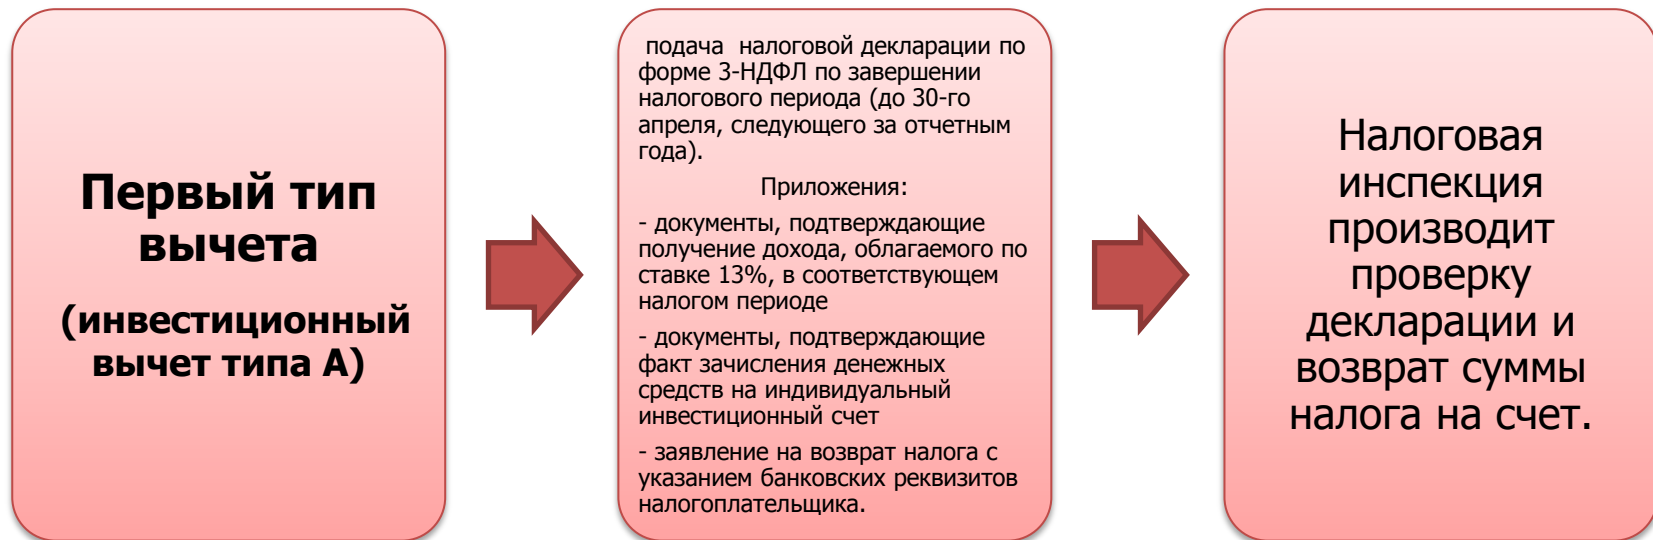 Первый тип
вычета
(инвестиционный
вычет типа А)
подача налоговой декларации по
форме 3-НДФЛ по завершении
налогового периода (до 30-го
апреля, следующего за отчетным
года).
Приложения:
- документы, подтверждающие
получение дохода, облагаемого по
ставке 13%, в соответствующем
налогом периоде
- документы, подтверждающие
факт зачисления денежных
средств на индивидуальный
инвестиционный счет
- заявление на возврат налога с
указанием банковских реквизитов
налогоплательщика.
Налоговая
инспекция
производит
проверку
декларации и
возврат суммы
налога на счет.